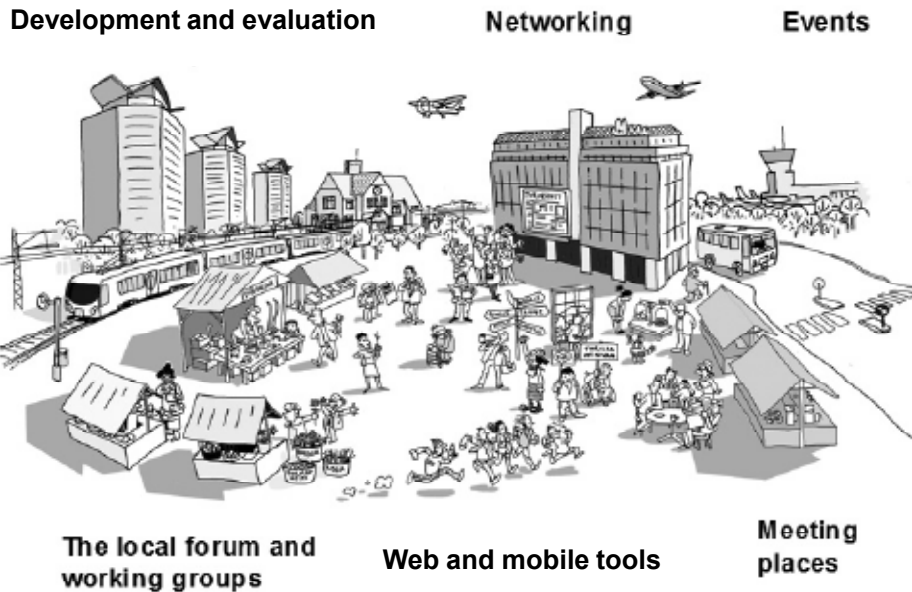 Development and evaluation
Networking
Events
The local forum and
working groups
Web and mobile tools
Meeting
places